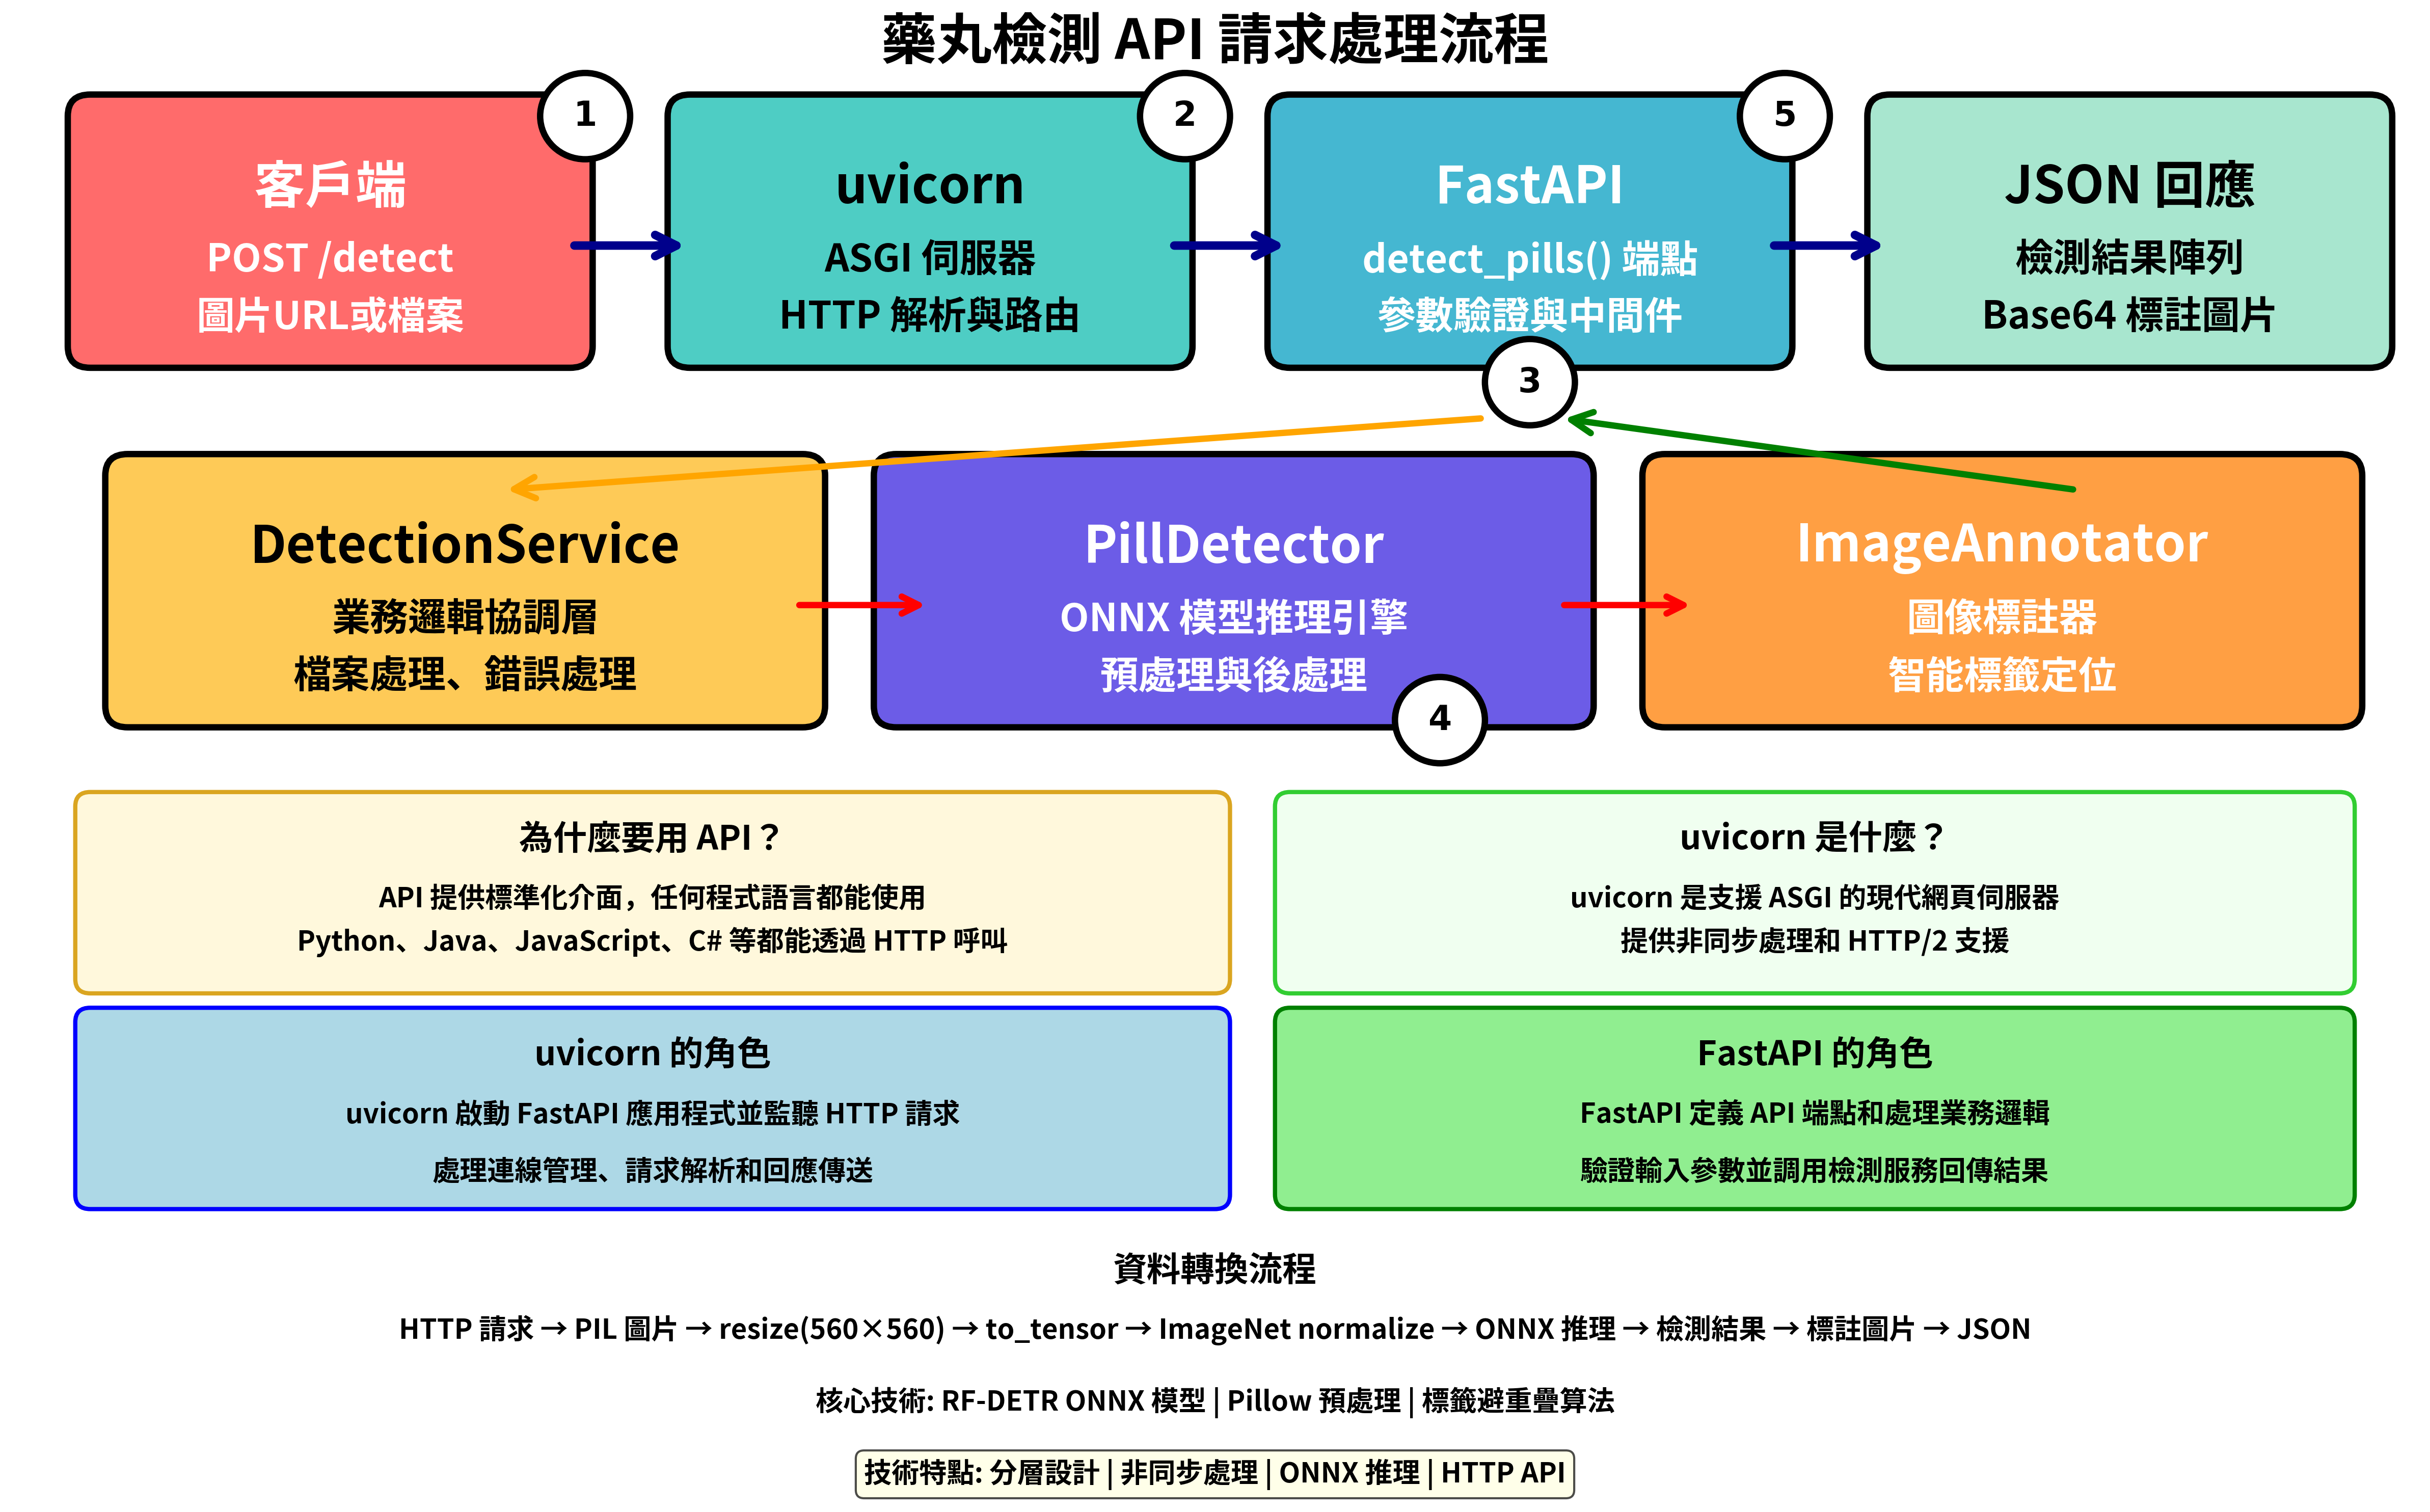 藥丸檢測 API 請求處理流程
1
2
5
客戶端
POST /detect
圖片URL或檔案
uvicorn
ASGI 伺服器
HTTP 解析與路由
FastAPI
detect_pills() 端點
參數驗證與中間件
JSON 回應
檢測結果陣列
Base64 標註圖片
3
DetectionService
業務邏輯協調層
檔案處理、錯誤處理
PillDetector
ONNX 模型推理引擎
預處理與後處理
4
ImageAnnotator
圖像標註器
智能標籤定位
為什麼要用 API？
API 提供標準化介面，任何程式語言都能使用
Python、Java、JavaScript、C# 等都能透過 HTTP 呼叫
uvicorn 是什麼？
uvicorn 是支援 ASGI 的現代網頁伺服器
提供非同步處理和 HTTP/2 支援
uvicorn 的角色
uvicorn 啟動 FastAPI 應用程式並監聽 HTTP 請求
處理連線管理、請求解析和回應傳送
FastAPI 的角色
FastAPI 定義 API 端點和處理業務邏輯
驗證輸入參數並調用檢測服務回傳結果
資料轉換流程
HTTP 請求 → PIL 圖片 → resize(560×560) → to_tensor → ImageNet normalize → ONNX 推理 → 檢測結果 → 標註圖片 → JSON
核心技術: RF-DETR ONNX 模型 | Pillow 預處理 | 標籤避重疊算法
技術特點: 分層設計 | 非同步處理 | ONNX 推理 | HTTP API